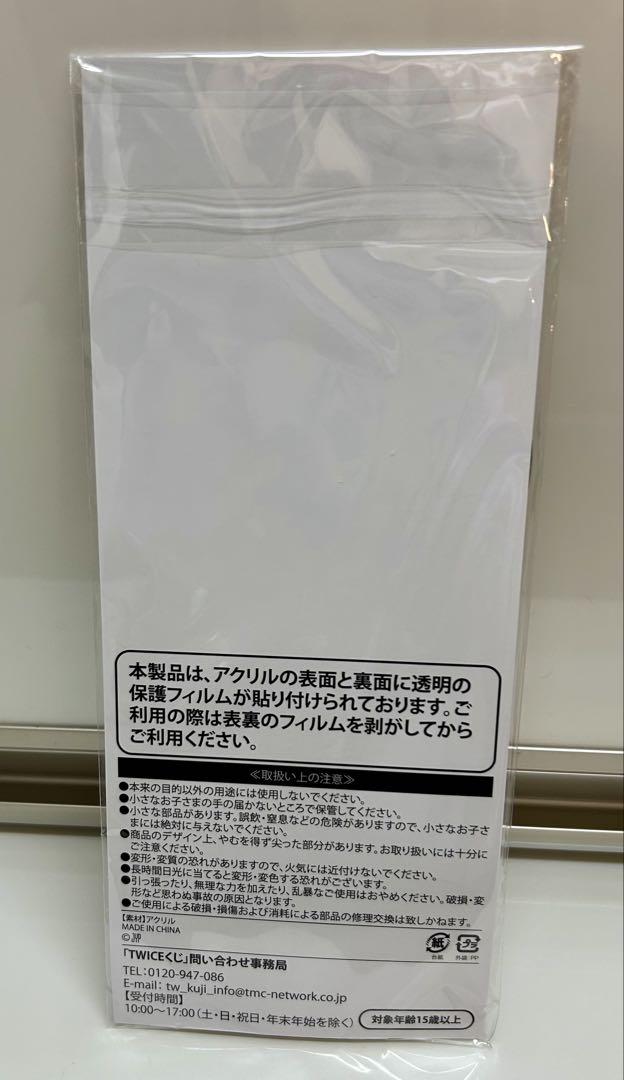 本製品は、アクリルの表面と裏面に透明の
保護フィルムが貼り付けられております。ご
利用の際は表裏のフィルムを剥がしてから
ご利用ください。
≪取扱い上の注意≫
●本来の目的以外の用途には使用しないでください。
●小さなお子さまの手の届かないところで保管してください。
●小さな部品があります。誤飲・窒息などの危険がありますので、小さなお子さ
まには絶対に与えないでください。
●商品のデザイン上、やむを得ず尖った部分があります。お取り扱いには十分に
ご注意ください。
●変形・変質の恐れがありますので、火気には近付けないでください。
●長時間日光に当てると変形・変色する恐れがございます。
●引っ張ったり、無理な力を加えたり、乱暴なご使用はおやめください。破損・変
形など思わぬ事故の原因となります。
●ご使用による破損・損傷および消耗による部品の修理交換は致しかねます。
【素材】アクリル
MADE IN CHINA
©JYP
紙
台紙
プラ
外袋 PP
「TWICEくじ」問い合わせ事務局
TEL:0120-947-086
E-mail: tw_kuji_info@tmc-network.co.jp
【受付時間】
10:00〜17:00（土・日・祝日・年末年始を除く）
対象年齢15歳以上